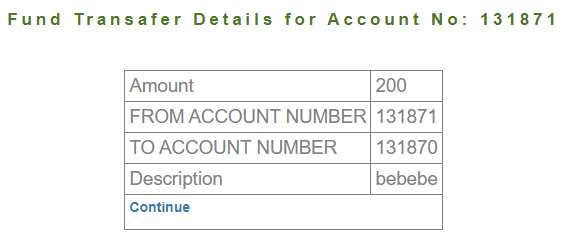 Fund Transafer Details for Account No: 131871
Amount 200
FROM ACCOUNT NUMBER 131871
TO ACCOUNT NUMBER 131870
Description bebebe
Continue